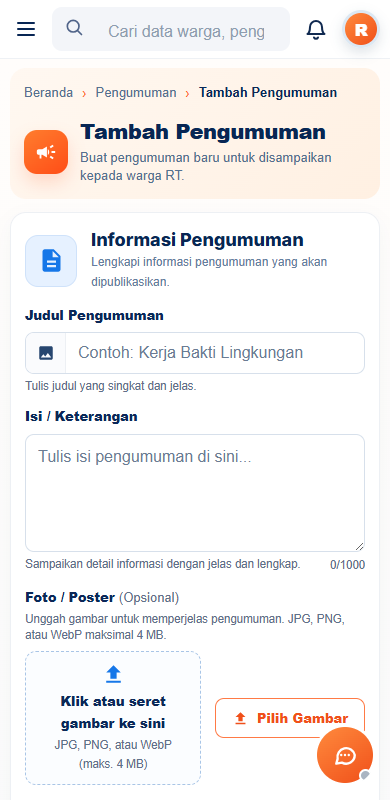 Cari data warga, peng
R
Beranda › Pengumuman › Tambah Pengumuman
Tambah Pengumuman
Buat pengumuman baru untuk disampaikan
kepada warga RT.
Informasi Pengumuman
Lengkapi informasi pengumuman yang akan
dipublikasikan.
Judul Pengumuman
Contoh: Kerja Bakti Lingkungan
Tulis judul yang singkat dan jelas.
Isi / Keterangan
Tulis isi pengumuman di sini...
Sampaikan detail informasi dengan jelas dan lengkap. 0/1000
Foto / Poster (Opsional)
Unggah gambar untuk memperjelas pengumuman. JPG, PNG,
atau WebP maksimal 4 MB.
Klik atau seret
gambar ke sini
JPG, PNG, atau WebP
(maks. 4 MB)
Pilih Gambar